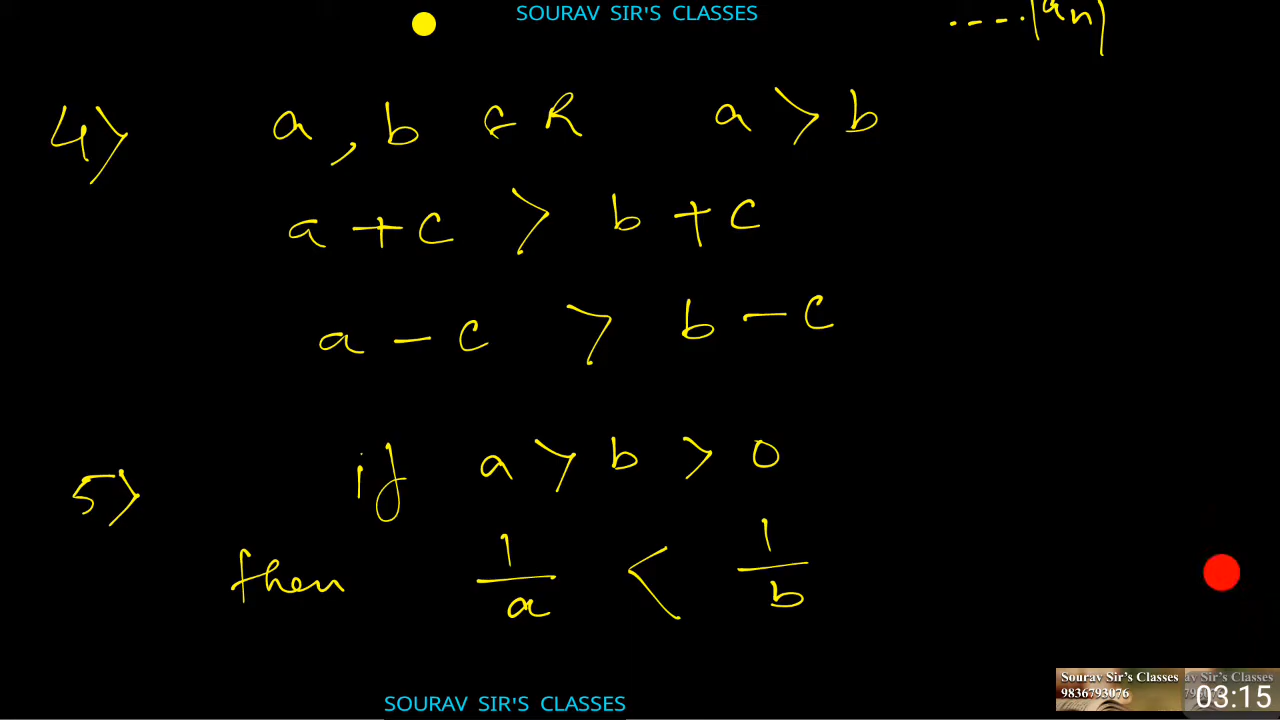 SOURAV SIR'S CLASSES
.....|an|
4) a, b ∈ R a > b
a + c > b + c
a - c > b - c
5) if a > b > 0
then 1/a < 1/b
SOURAV SIR'S CLASSES
Sourav Sir's Classes
9836793076
03:15